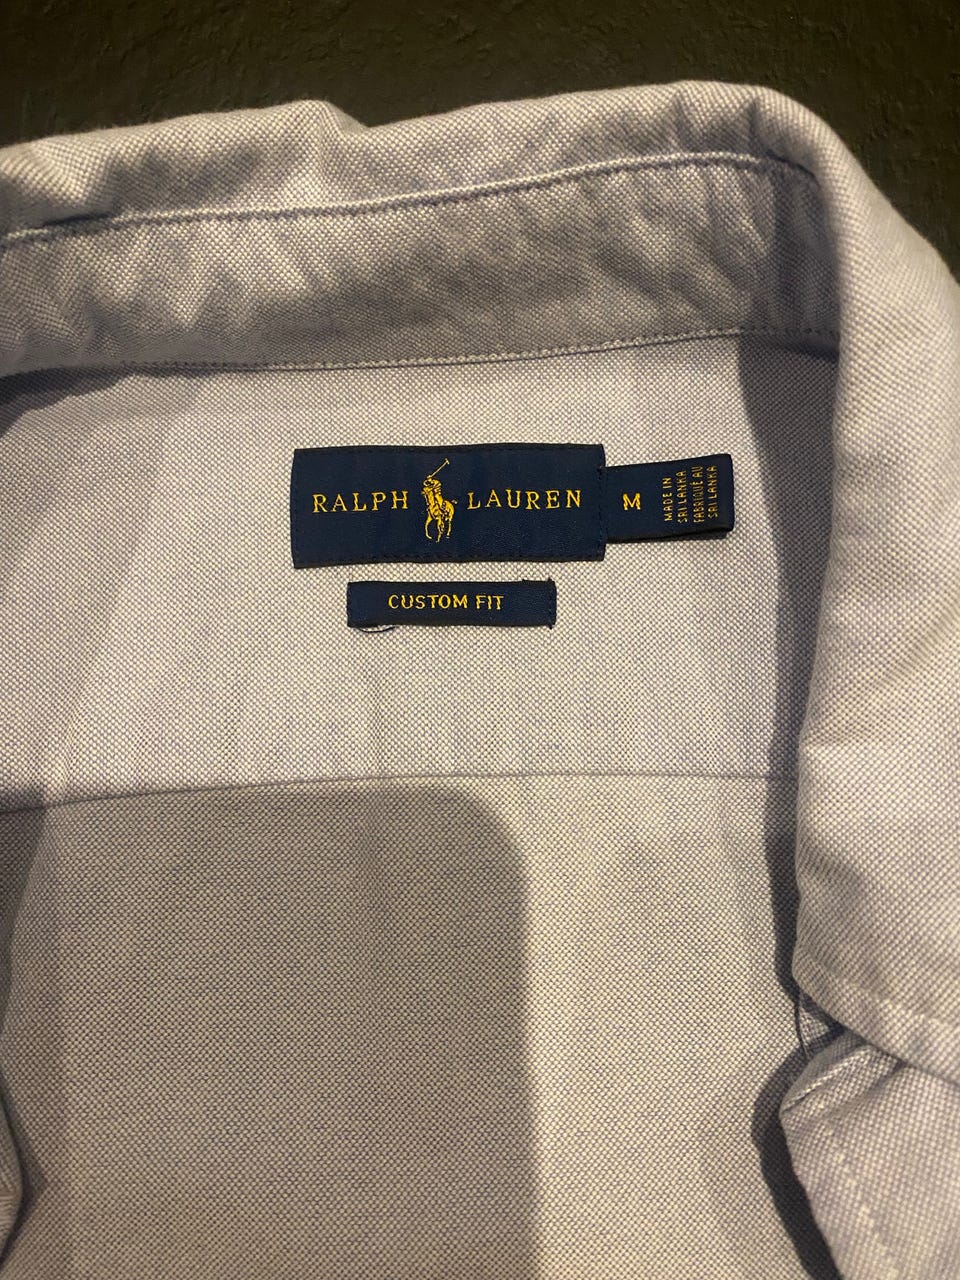 RALPH LAUREN
M
MADE IN
SRI LANKA
FABRIQUÉ AU
SRI LANKA
CUSTOM FIT